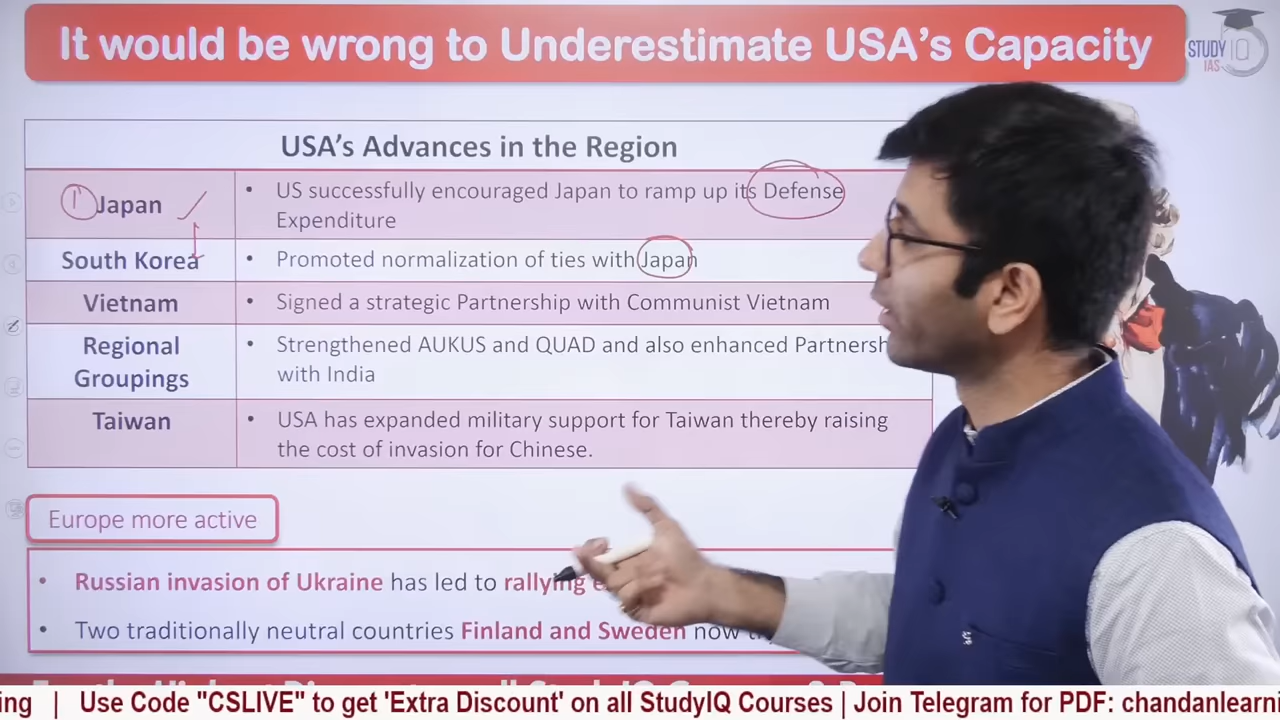 It would be wrong to Underestimate USA's Capacity
STUDY IQ
IAS
USA's Advances in the Region
Japan
• US successfully encouraged Japan to ramp up its Defense
Expenditure
South Korea
• Promoted normalization of ties with Japan
Vietnam
• Signed a strategic Partnership with Communist Vietnam
Regional
Groupings
• Strengthened AUKUS and QUAD and also enhanced Partnersh
with India
Taiwan
• USA has expanded military support for Taiwan thereby raising
the cost of invasion for Chinese.
Europe more active
• Russian invasion of Ukraine has led to rallying
• Two traditionally neutral countries Finland and Sweden now
ing | Use Code "CSLIVE" to get 'Extra Discount' on all StudyIQ Courses | Join Telegram for PDF: chandanlearni